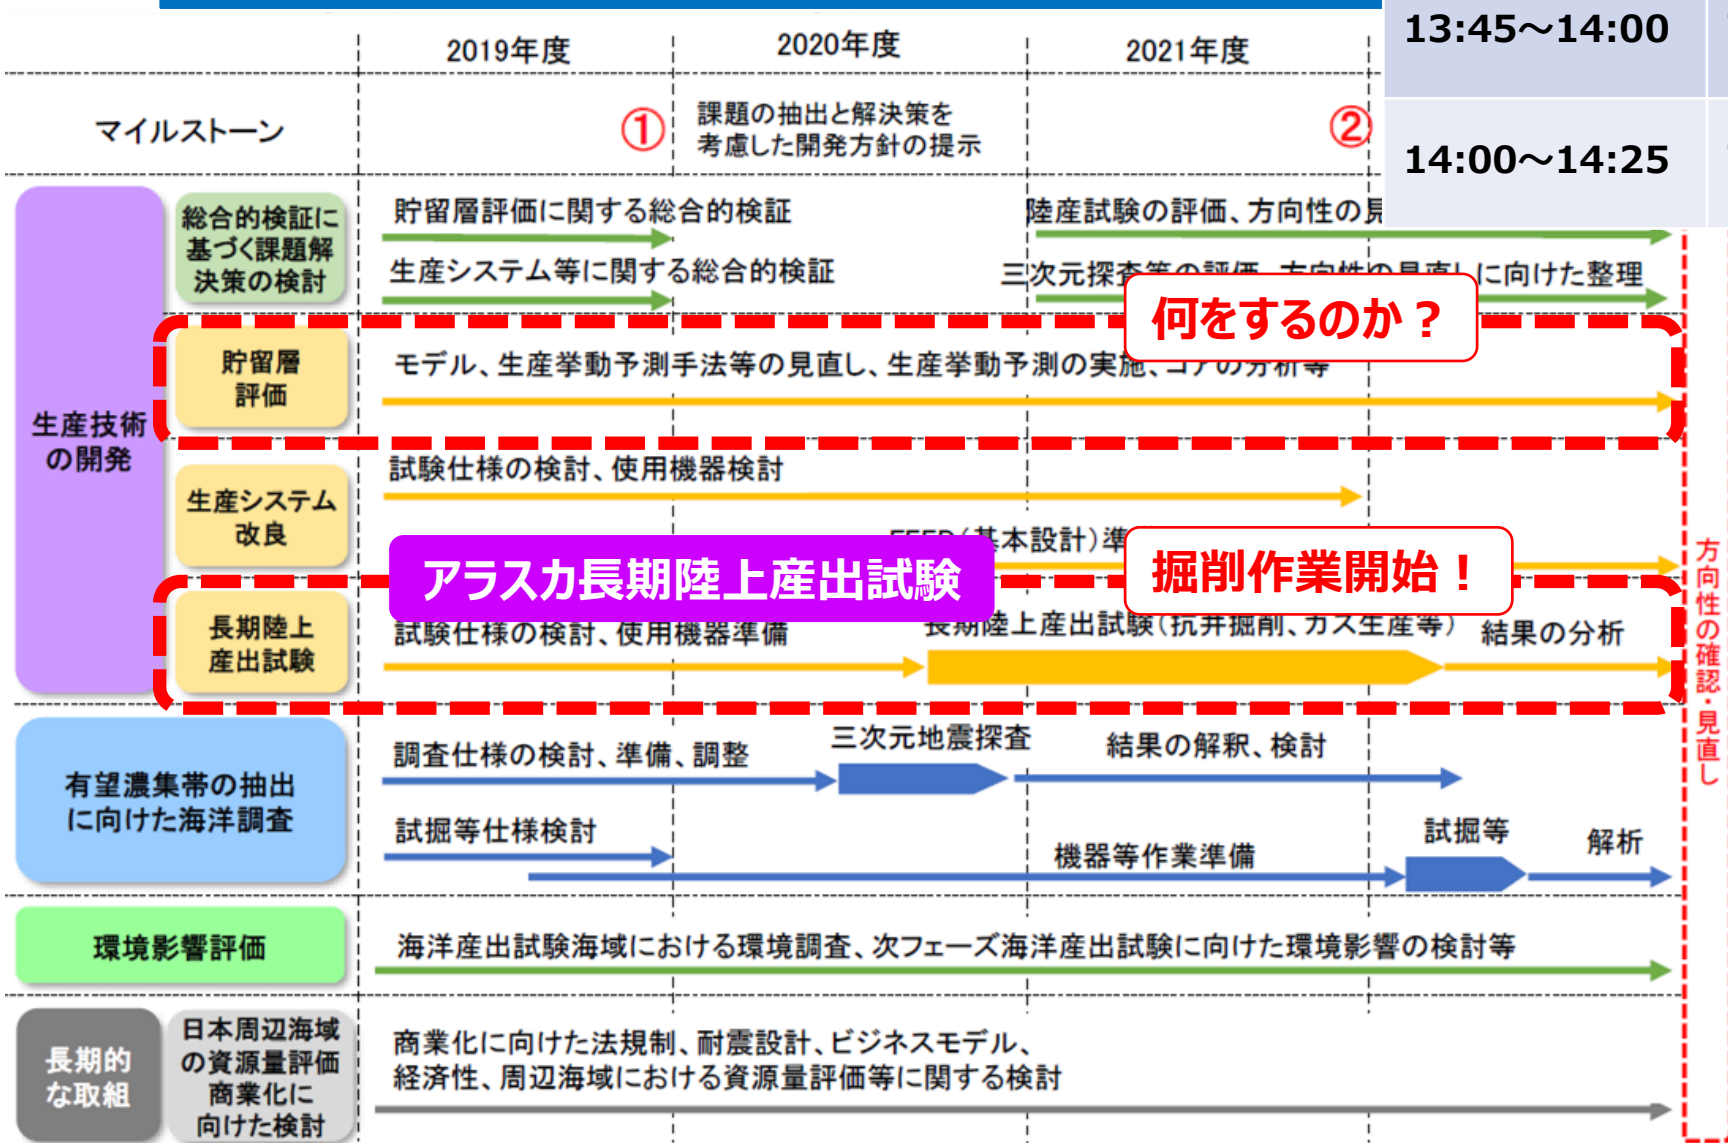 2019年度
2020年度
2021年度
13:45～14:00
14:00～14:25
マイルストーン
①
課題の抽出と解決策を
考慮した開発方針の提示
②
生産技術
の開発
総合的検証に
基づく課題解
決策の検討
貯留層評価に関する総合的検証
生産システム等に関する総合的検証
陸産試験の評価、方向性の見
三次元探査等の評価、方向性の見直しに向けた整理
何をするのか？
貯留層
評価
モデル、生産挙動予測手法等の見直し、生産挙動予測の実施、コアの分析等
生産システム
改良
試験仕様の検討、使用機器検討
(基本設計)準
アラスカ長期陸上産出試験
掘削作業開始！
長期陸上
産出試験
試験仕様の検討、使用機器準備
長期陸上産出試験(坑井掘削、ガス生産等)
結果の分析
方向性の確認・見直し
有望濃集帯の抽出
に向けた海洋調査
調査仕様の検討、準備、調整
三次元地震探査
結果の解釈、検討
試掘等仕様検討
機器等作業準備
試掘等
解析
環境影響評価
海洋産出試験海域における環境調査、次フェーズ海洋産出試験に向けた環境影響の検討等
長期的
な取組
日本周辺海域
の資源量評価
商業化に
向けた検討
商業化に向けた法規制、耐震設計、ビジネスモデル、
経済性、周辺海域における資源量評価等に関する検討